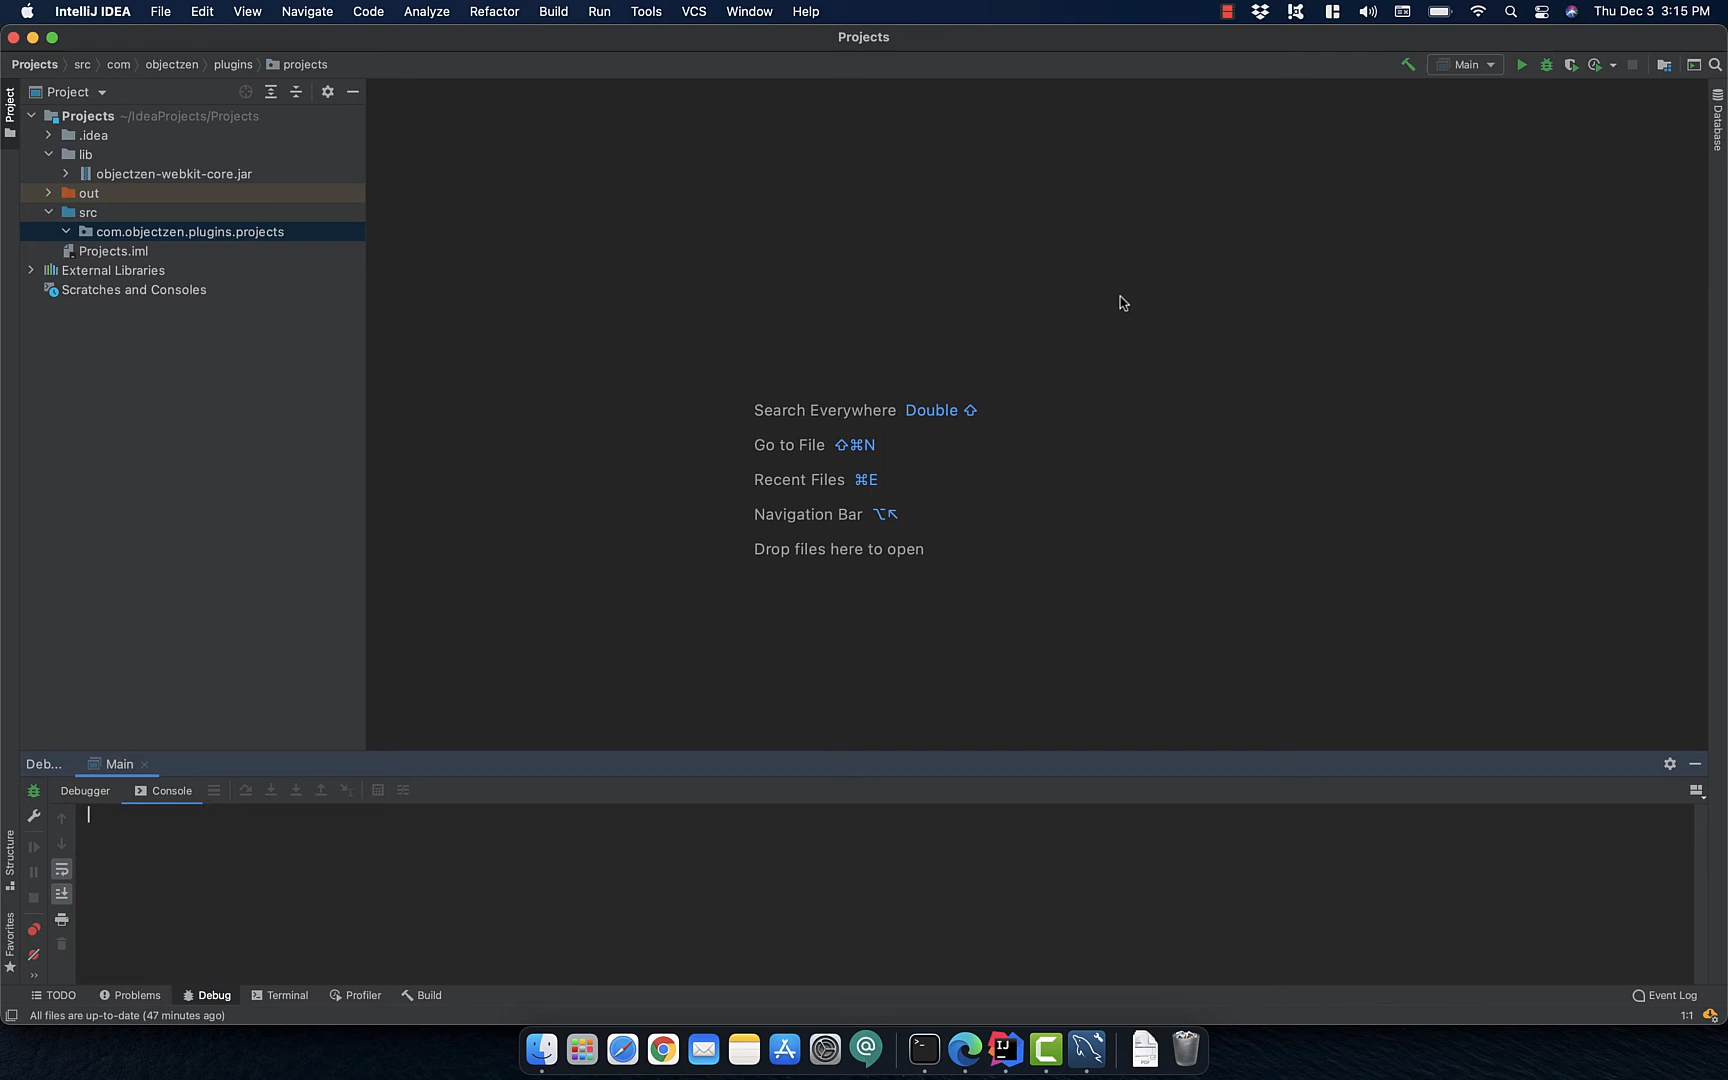 IntelliJ IDEA File Edit View Navigate Code Analyze Refactor Build Run Tools VCS Window Help Thu Dec 3 3:15 PM
Projects
Projects src com objectzen plugins projects Main
Project
Project
Projects ~/IdeaProjects/Projects
.idea
lib
objectzen-webkit-core.jar
out
src
com.objectzen.plugins.projects
Projects.iml
External Libraries
Scratches and Consoles
Database
Search Everywhere Double ⇧
Go to File ⇧⌘N
Recent Files ⌘E
Navigation Bar ⌥↖
Drop files here to open
Deb... Main
Debugger Console
Structure
Favorites
TODO Problems Debug Terminal Profiler Build Event Log
All files are up-to-date (47 minutes ago) 1:1